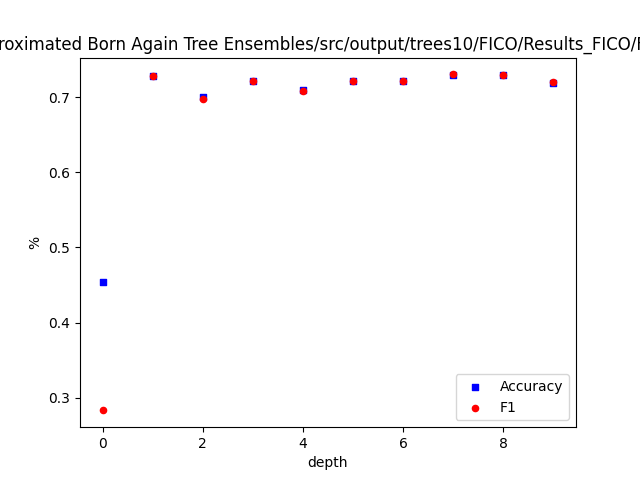 roximated Born Again Tree Ensembles/src/output/trees10/FICO/Results_FICO/F
0.7
0.6
0.5
0.4
0.3
%
0
2
4
6
8
depth
Accuracy
F1